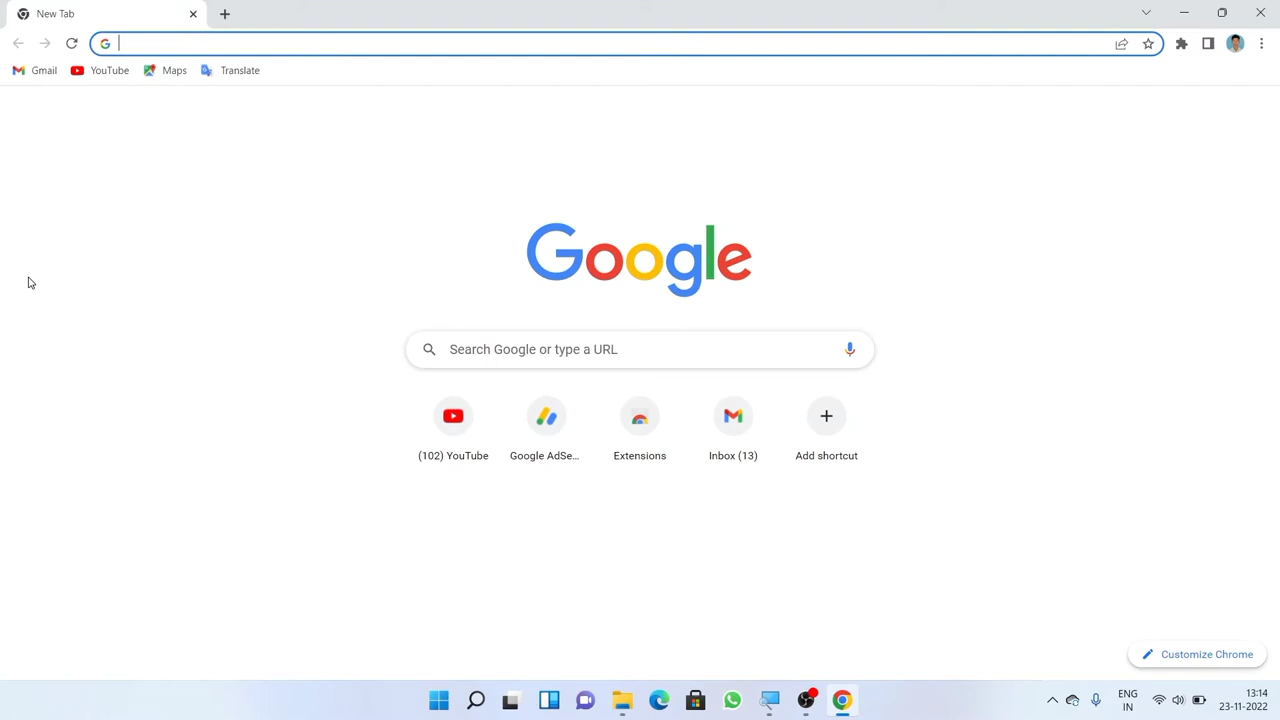 New Tab
Gmail YouTube Maps Translate
Google
Search Google or type a URL
(102) YouTube Google AdSe... Extensions Inbox (13) Add shortcut
Customize Chrome
ENG 13:14
IN 23-11-2022